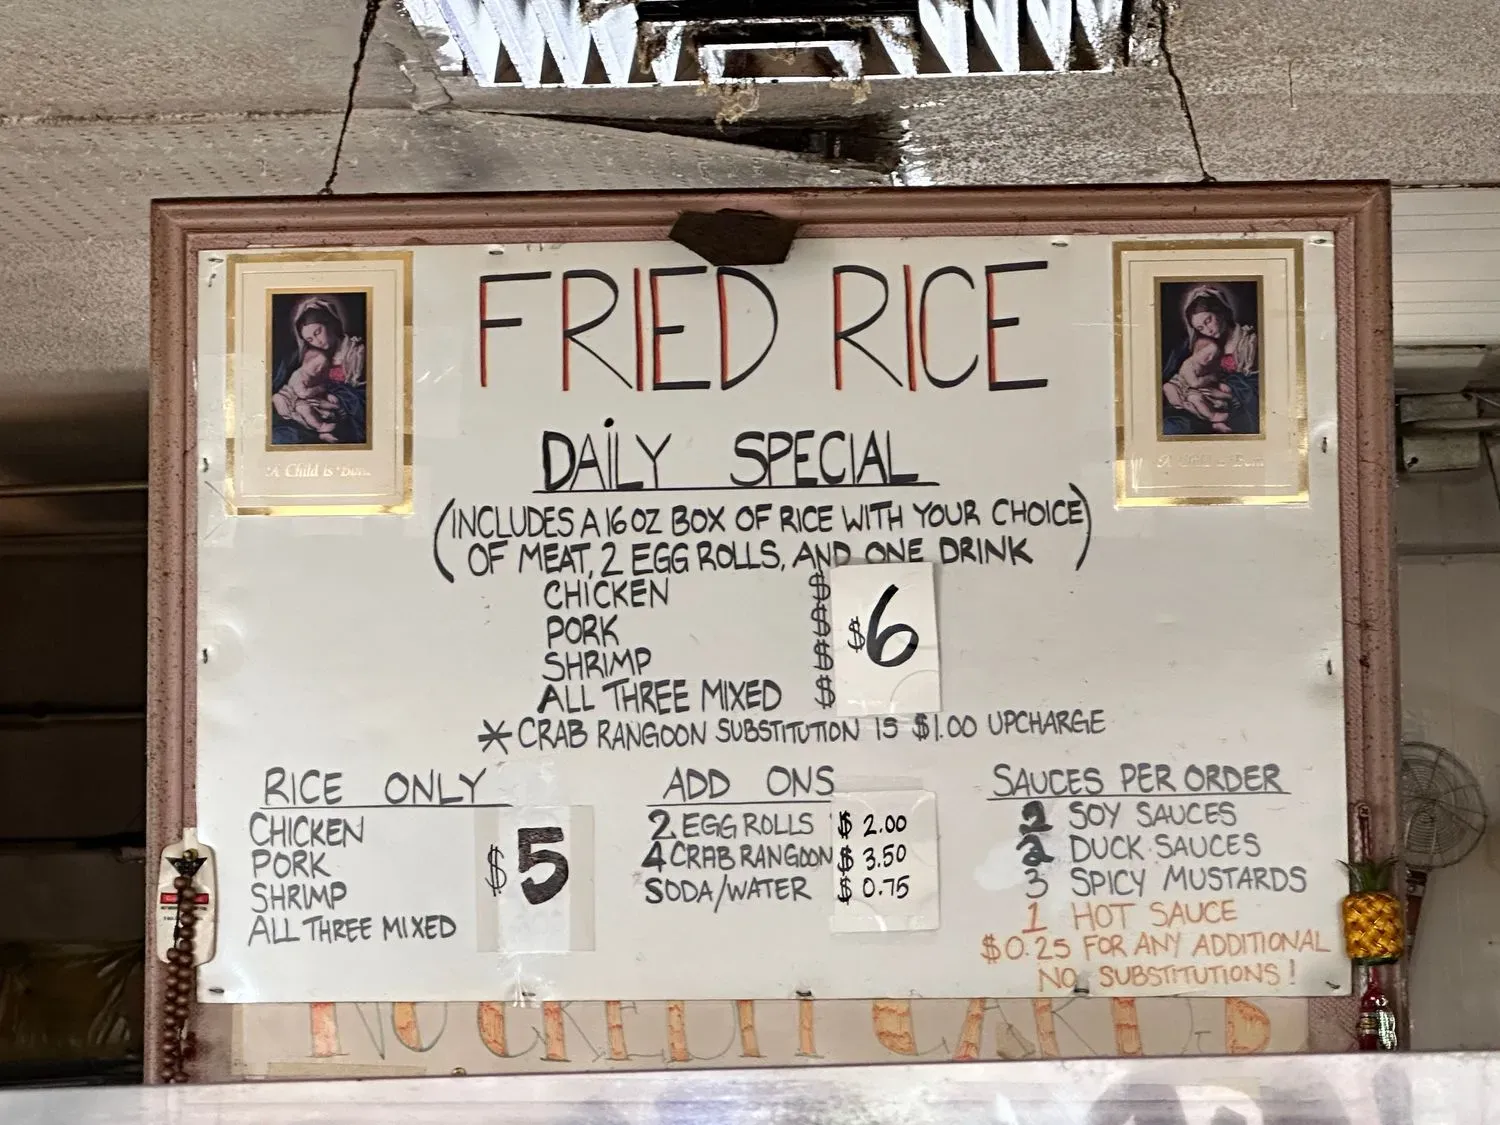 FRIED RICE
A Child is Born
A Child is Born
DAILY SPECIAL
(INCLUDES A 16 OZ BOX OF RICE WITH YOUR CHOICE
OF MEAT, 2 EGG ROLLS, AND ONE DRINK)
CHICKEN $
PORK $
SHRIMP $
ALL THREE MIXED $
$6
* CRAB RANGOON SUBSTITUTION IS $1.00 UPCHARGE
RICE ONLY
CHICKEN
PORK
SHRIMP
ALL THREE MIXED
$5
ADD ONS
2 EGG ROLLS $ 2.00
4 CRAB RANGOON $ 3.50
SODA/WATER $ 0.75
SAUCES PER ORDER
2 SOY SAUCES
2 DUCK SAUCES
3 SPICY MUSTARDS
1 HOT SAUCE
$0.25 FOR ANY ADDITIONAL
NO SUBSTITUTIONS!
NO CREDIT CARDS